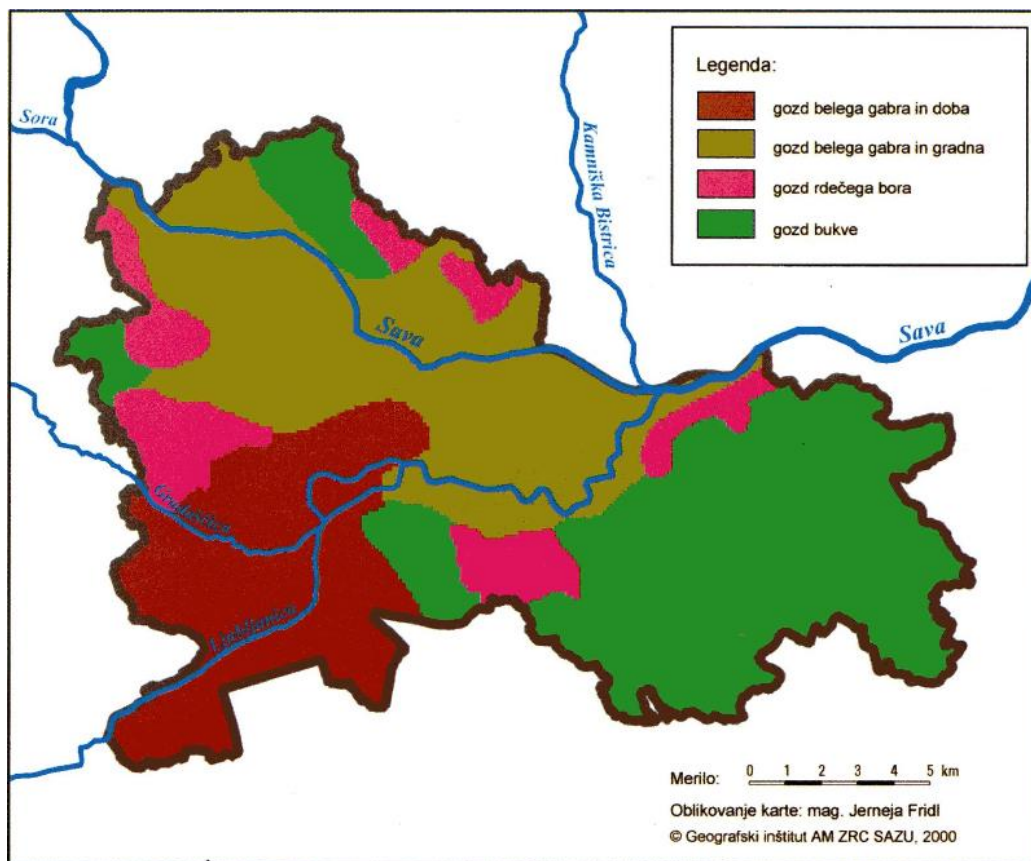 Legenda:
gozd belega gabra in doba
gozd belega gabra in gradna
gozd rdečega bora
gozd bukve
Sora
Kamniška Bistrica
Sava
Sava
Gradaščica
Ljubljanica
Merilo: 0 1 2 3 4 5 km
Oblikovanje karte: mag. Jerneja Fridl
© Geografski inštitut AM ZRC SAZU, 2000